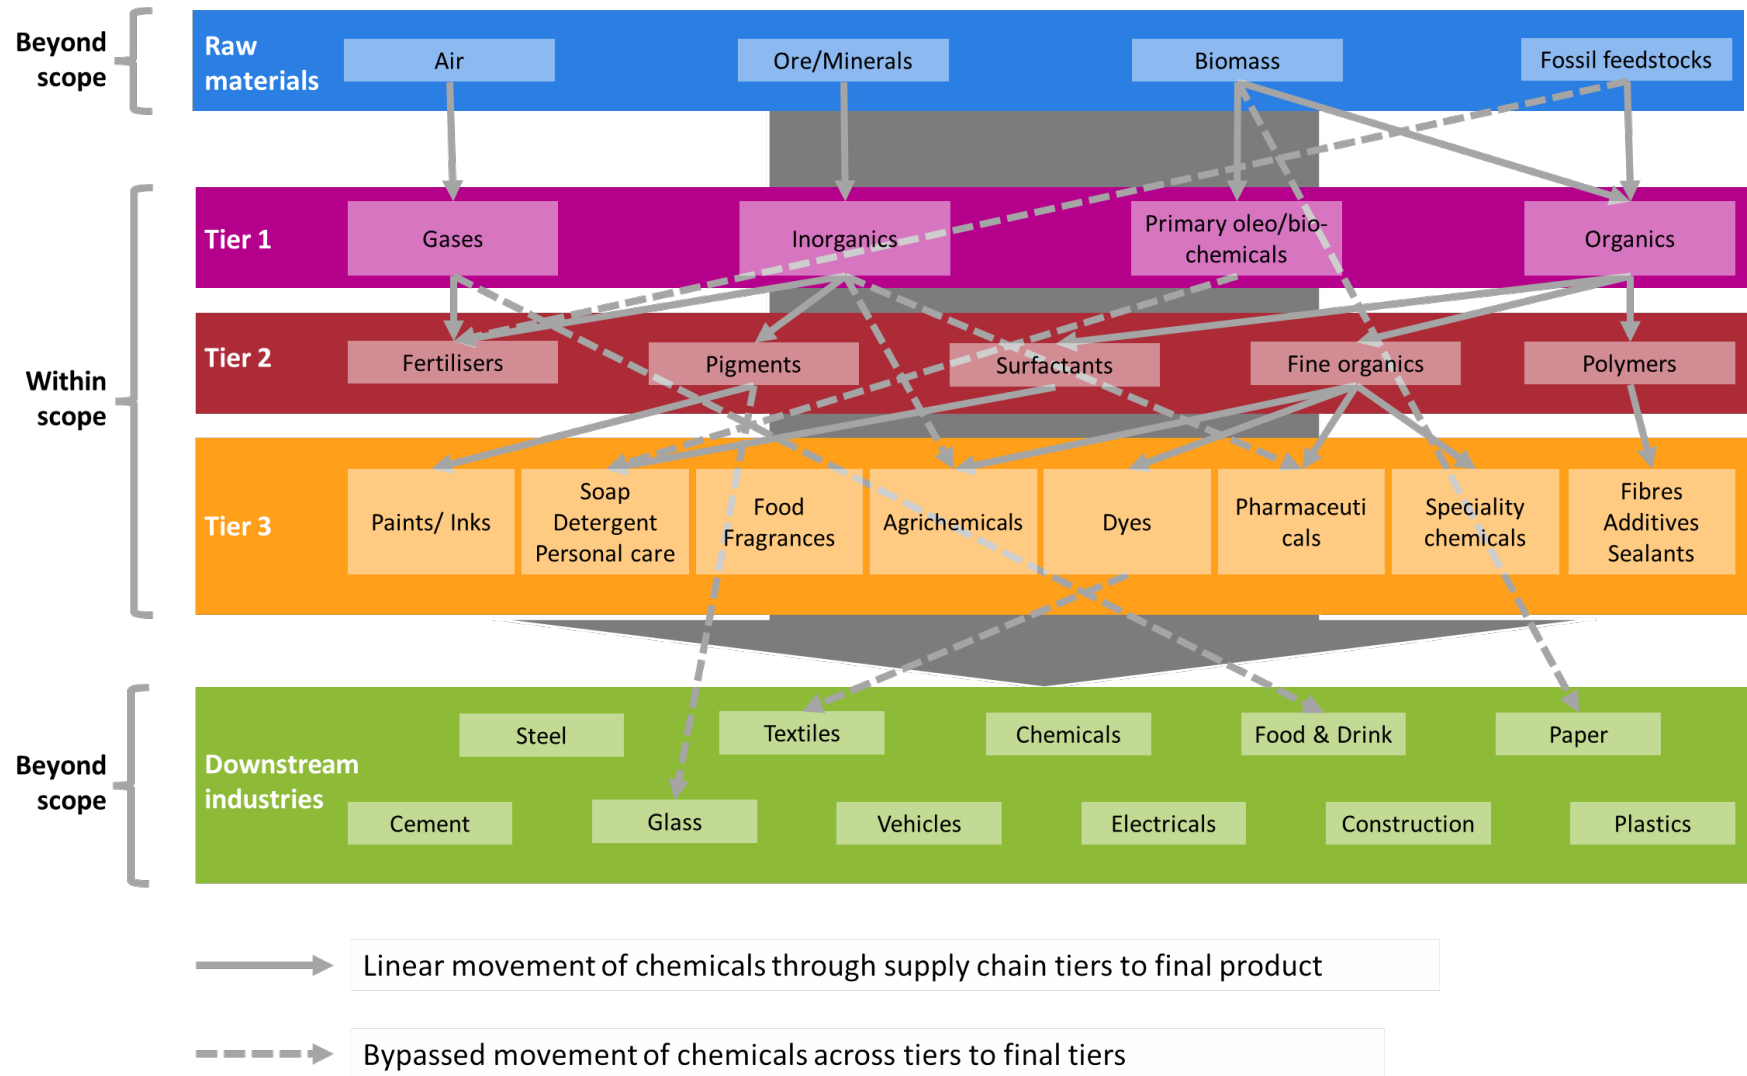 Beyond
scope
Raw
materials
Air
Ore/Minerals
Biomass
Fossil feedstocks
Within
scope
Tier 1
Gases
Inorganics
Primary oleo/bio-
chemicals
Organics
Tier 2
Fertilisers
Pigments
Surfactants
Fine organics
Polymers
Tier 3
Paints/ Inks
Soap
Detergent
Personal care
Food
Fragrances
Agrichemicals
Dyes
Pharmaceuti
cals
Speciality
chemicals
Fibres
Additives
Sealants
Beyond
scope
Downstream
industries
Steel
Textiles
Chemicals
Food & Drink
Paper
Cement
Glass
Vehicles
Electricals
Construction
Plastics
Linear movement of chemicals through supply chain tiers to final product
Bypassed movement of chemicals across tiers to final tiers